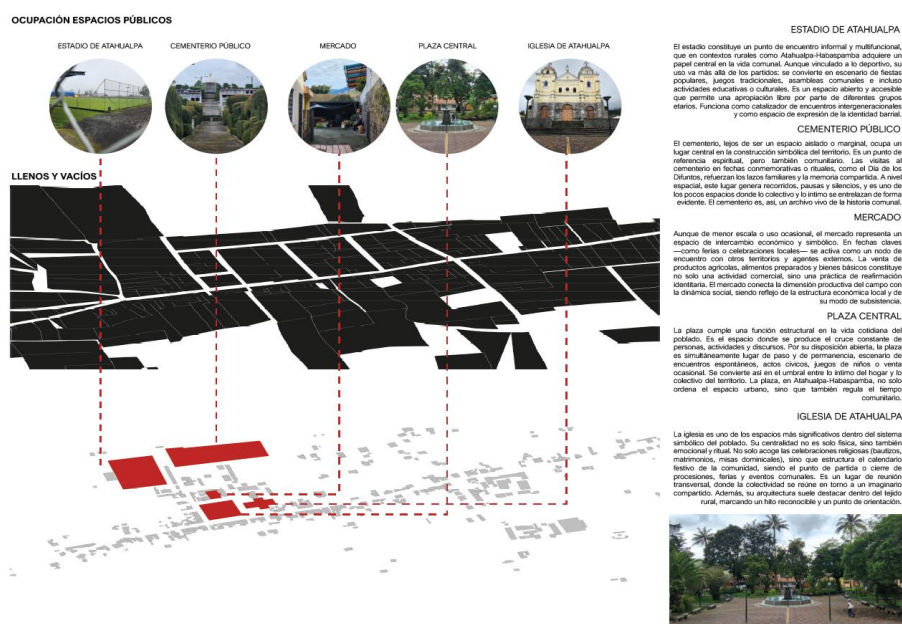 OCUPACIÓN ESPACIOS PÚBLICOS
ESTADIO DE ATAHUALPA
CEMENTERIO PÚBLICO
MERCADO
PLAZA CENTRAL
IGLESIA DE ATAHUALPA
LLENOS Y VACÍOS
ESTADIO DE ATAHUALPA
El estadio constituye un punto de encuentro informal y multifuncional,
que en contextos rurales como Atahualpa-Habaspamba adquiere un
papel central en la vida comunal. Aunque vinculado a lo deportivo, su
uso va más allá de los partidos: se convierte en escenario de fiestas
populares, juegos tradicionales, asambleas comunales e incluso
actividades educativas o culturales. Es un espacio abierto y accesible
que permite una apropiación libre por parte de diferentes grupos
etarios. Funciona como catalizador de encuentros intergeneracionales
y como espacio de expresión de la identidad barrial.
CEMENTERIO PÚBLICO
El cementerio, lejos de ser un espacio aislado o marginal, ocupa un
lugar central en la construcción simbólica del territorio. Es un punto de
referencia espiritual, pero también comunitario. Las visitas al
cementerio en fechas conmemorativas o rituales, como el Día de los
Difuntos, refuerzan los lazos familiares y la memoria compartida. A nivel
espacial, este lugar genera recorridos, pausas y silencios, y es uno de
los pocos espacios donde lo colectivo y lo íntimo se entrelazan de forma
evidente. El cementerio es, así, un archivo vivo de la historia comunal.
MERCADO
Aunque de menor escala o uso ocasional, el mercado representa un
espacio de intercambio económico y simbólico. En fechas claves
—como ferias o celebraciones locales— se activa como un nodo de
encuentro con otros territorios y agentes externos. La venta de
productos agrícolas, alimentos preparados y bienes básicos constituye
no solo una actividad comercial, sino una práctica de reafirmación
identitaria. El mercado conecta la dimensión productiva del campo con
la dinámica social, siendo reflejo de la estructura económica local y de
su modo de subsistencia.
PLAZA CENTRAL
La plaza cumple una función estructural en la vida cotidiana del
poblado. Es el espacio donde se produce el cruce constante de
personas, actividades y discursos. Por su disposición abierta, la plaza
es simultáneamente lugar de paso y de permanencia, escenario de
encuentros espontáneos, actos cívicos, juegos de niños o venta
ocasional. Se convierte así en el umbral entre lo íntimo del hogar y lo
colectivo del territorio. La plaza, en Atahualpa-Habaspamba, no solo
ordena el espacio urbano, sino que también regula el tiempo
comunitario.
IGLESIA DE ATAHUALPA
La iglesia es uno de los espacios más significativos dentro del sistema
simbólico del poblado. Su centralidad no es solo física, sino también
emocional y ritual. No solo acoge las celebraciones religiosas (bautizos,
matrimonios, misas dominicales), sino que estructura el calendario
festivo de la comunidad, siendo el punto de partida o cierre de
procesiones, ferias y eventos comunales. Es un lugar de reunión
transversal, donde la colectividad se reúne en torno a un imaginario
compartido. Además, su arquitectura suele destacar dentro del tejido
rural, marcando un hito reconocible y un punto de orientación.